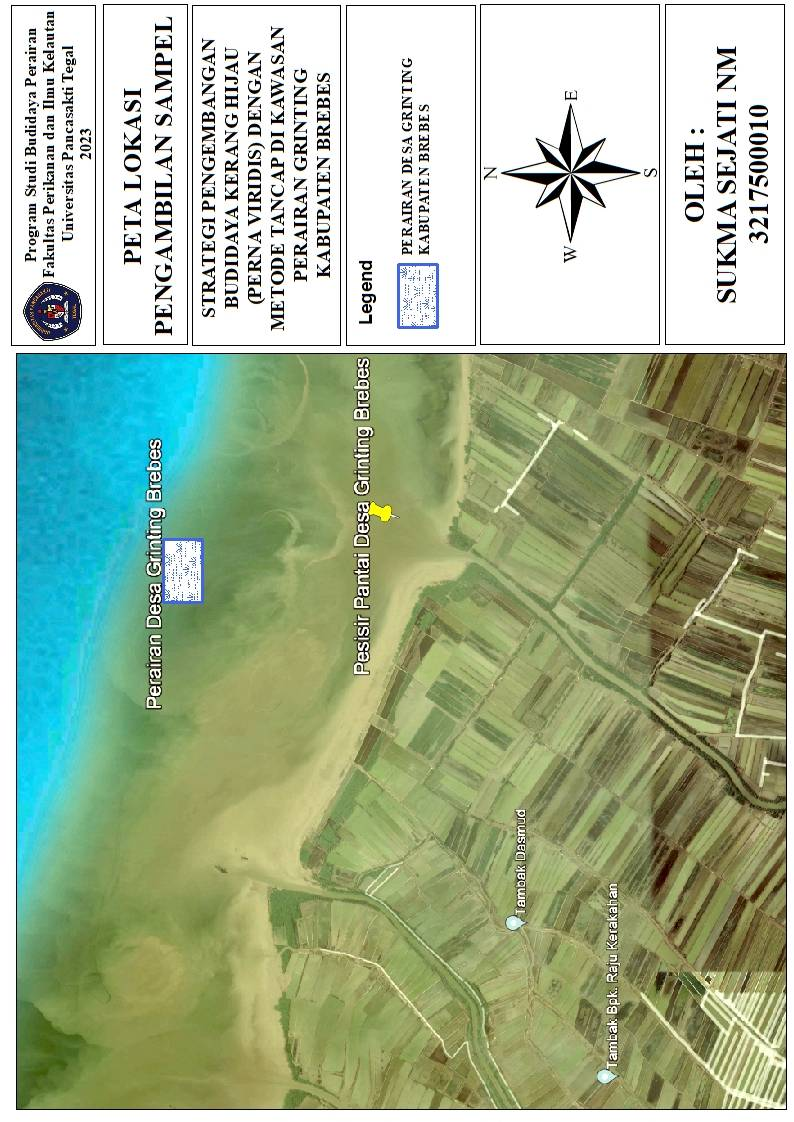 Program Studi Budidaya Perairan
Fakultas Perikanan dan Ilmu Kelautan
Universitas Pancasakti Tegal
2023
PETA LOKASI
PENGAMBILAN SAMPEL
STRATEGI PENGEMBANGAN
BUDIDAYA KERANG HIJAU
(PERNA VIRIDIS) DENGAN
METODE TANCAP DI KAWASAN
PERAIRAN GRINTING
KABUPATEN BREBES
Legend
PERAIRAN DESA GRINTING
KABUPATEN BREBES
N
E
S
W
OLEH :
SUKMA SEJATI NM
3217500010
Perairan Desa Grinting Brebes
Pesisir Pantai Desa Grinting Brebes
Tambak Dasmud
Tambak Bpk. Raju Kerakahan